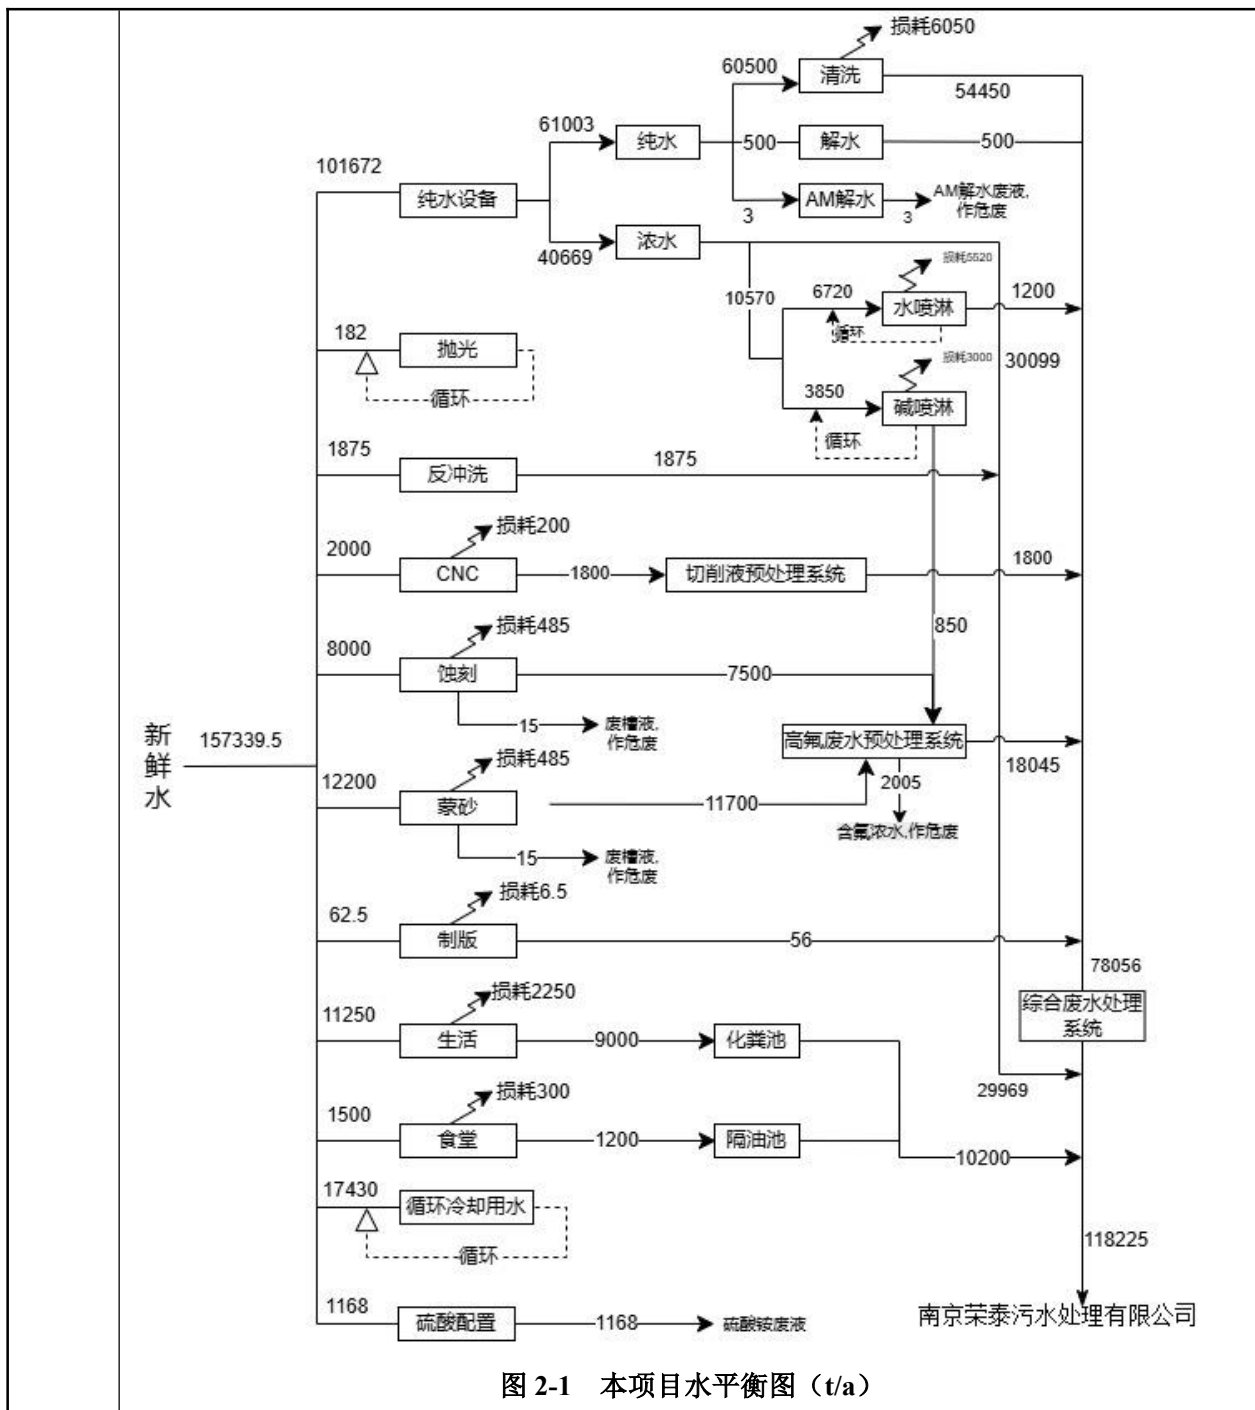 损耗6050
60500
清洗
54450
61003
纯水
500
解水
500
101672
纯水设备
AM解水
AM解水废液,
作危废
3
3
40669
浓水
损耗5520
10570
6720
水喷淋
1200
循环
182
抛光
循环
损耗3000
30099
3850
碱喷淋
循环
1875
反冲洗
1875
损耗200
2000
CNC
1800
切削液预处理系统
1800
损耗485
850
8000
蚀刻
7500
15
废槽液,
作危废
新鲜水
157339.5
高氟废水预处理系统
18045
损耗485
12200
蒙砂
11700
2005
含氟浓水,作危废
15
废槽液,
作危废
损耗6.5
62.5
制版
56
78056
损耗2250
综合废水处理
系统
11250
生活
9000
化粪池
29969
损耗300
1500
食堂
1200
隔油池
10200
17430
循环冷却用水
循环
118225
1168
硫酸配置
1168
硫酸铵废液
南京荣泰污水处理有限公司
图 2-1 本项目水平衡图（t/a）